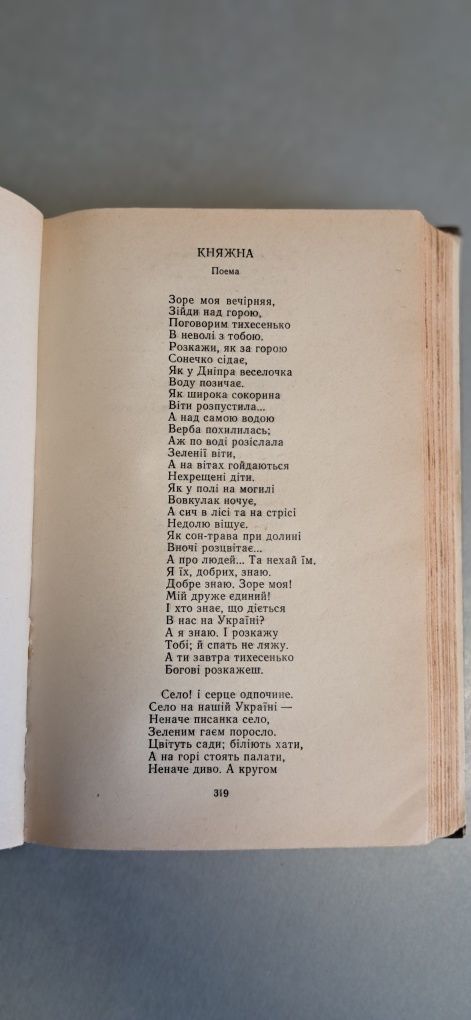 КНЯЖНА
Поема
Зоре моя вечірняя,
Зійди над горою,
Поговорим тихесенько
В неволі з тобою.
Розкажи, як за горою
Сонечко сідає,
Як у Дніпра веселочка
Воду позичає.
Як широка сокорина
Віти розпустила...
А над самою водою
Верба похилилась;
Аж по воді розіслала
Зеленії віти,
А на вітах гойдаються
Нехрещені діти.
Як у полі на могилі
Вовкулак ночує,
А сич в лісі та на стрісі
Недолю віщує.
Як сон-трава при долині
Вночі розцвітає...
А про людей... Та нехай їм.
Я їх, добрих, знаю.
Добре знаю. Зоре моя!
Мій друже єдиний!
І хто знає, що діється
В нас на Україні?
А я знаю. І розкажу
Тобі; й спать не ляжу.
А ти завтра тихесенько
Богові розкажеш.
Село! і серце одпочине.
Село на нашій Україні —
Неначе писанка село,
Зеленим гаєм поросло.
Цвітуть сади; біліють хати,
А на горі стоять палати,
Неначе диво. А кругом
319